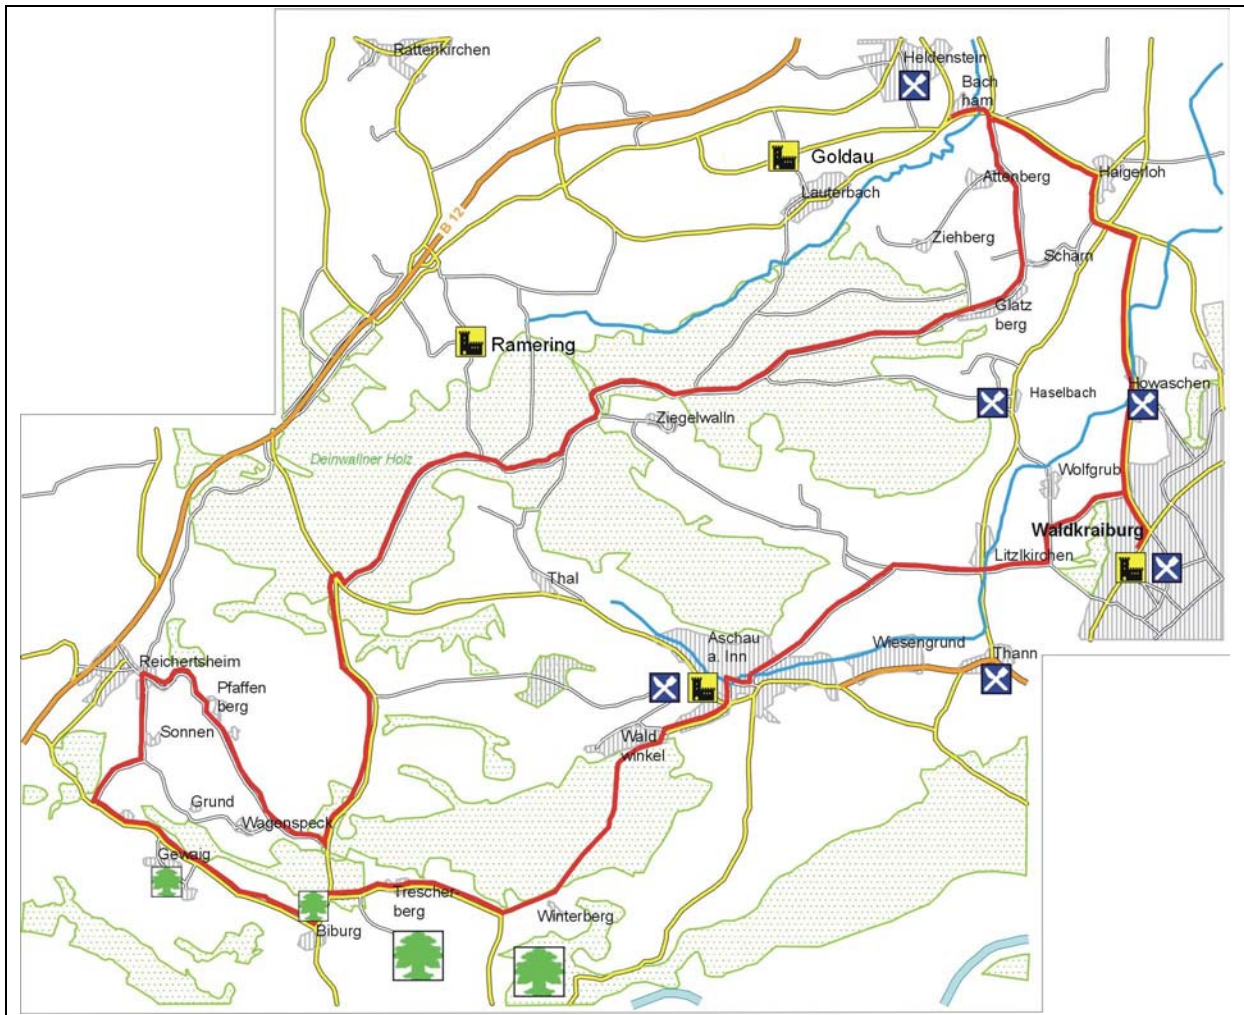 Rattenkirchen
Heldenstein
Bach
ham
Goldau
Lauterbach
Attenberg
Haigerloh
B 12
Ziehberg
Scharn
Glatz
berg
Ramering
Haselbach
Howaschen
Ziegelwalln
Deinwallner Holz
Wolfgrub
Waldkraiburg
Litzlkirchen
Thal
Aschau
a. Inn
Wiesengrund
Thann
Reichertsheim
Pfaffen
berg
Sonnen
Wald
winkel
Grund
Wagenspeck
Gewaig
Trescher-
berg
Winterberg
Biburg